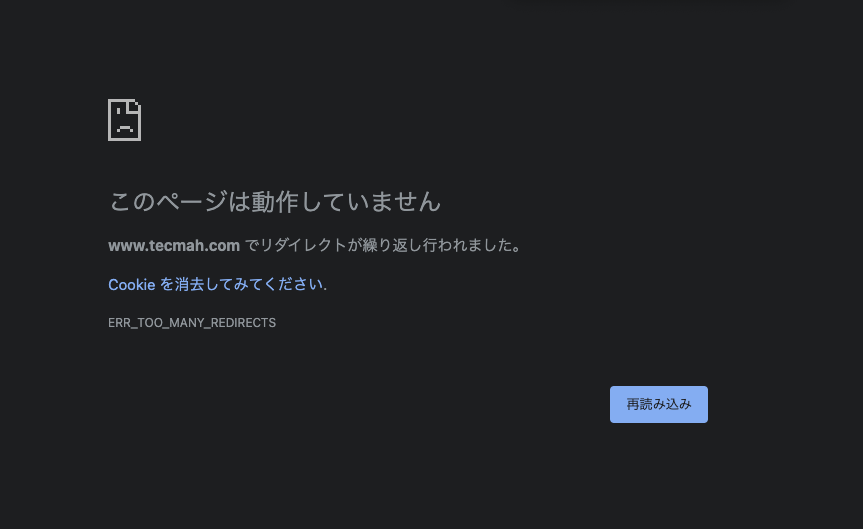 このページは動作していません
www.tecmah.com でリダイレクトが繰り返し行われました。
Cookie を消去してみてください.
ERR_TOO_MANY_REDIRECTS
再読み込み